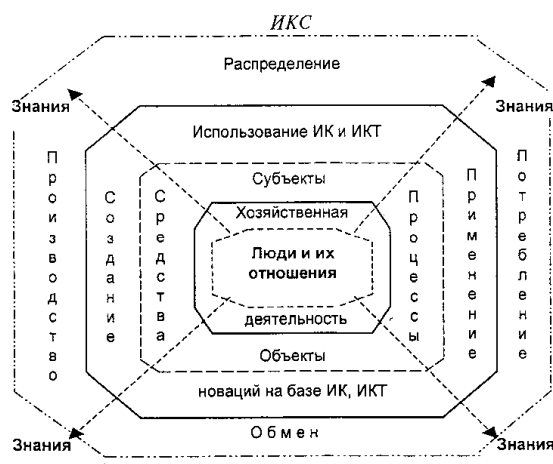 ИКС
Распределение
Знания
Знания
Использование ИК и ИКТ
Субъекты
Хозяйственная
Люди и их
отношения
деятельность
Объекты
новаций на базе ИК, ИКТ
Обмен
Знания
Знания
Производство
Создание
Средства
Процессы
Применение
Потребление